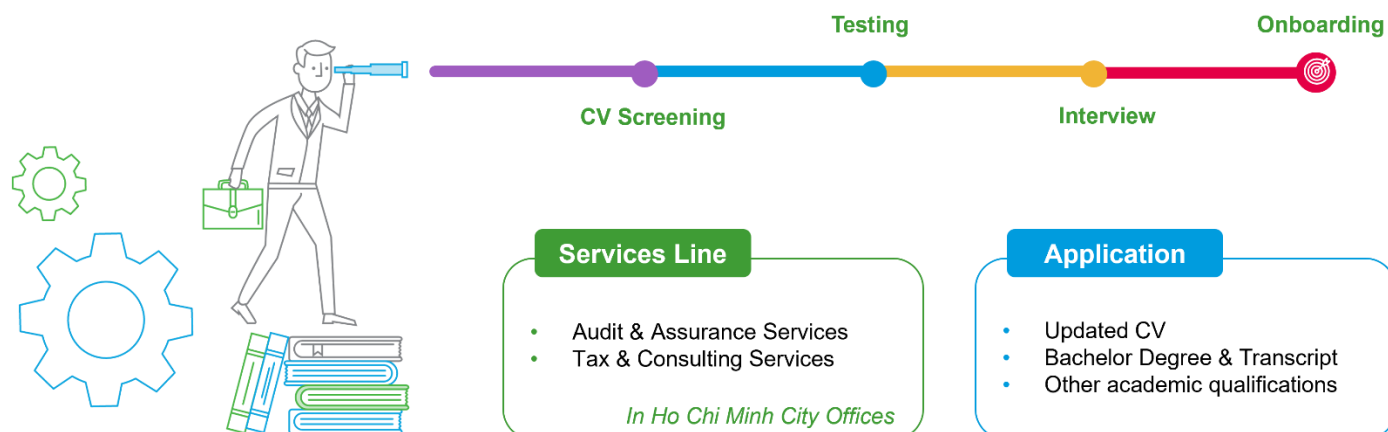 Testing
Onboarding
CV Screening
Interview
Services Line
• Audit & Assurance Services
• Tax & Consulting Services
In Ho Chi Minh City Offices
Application
• Updated CV
• Bachelor Degree & Transcript
• Other academic qualifications